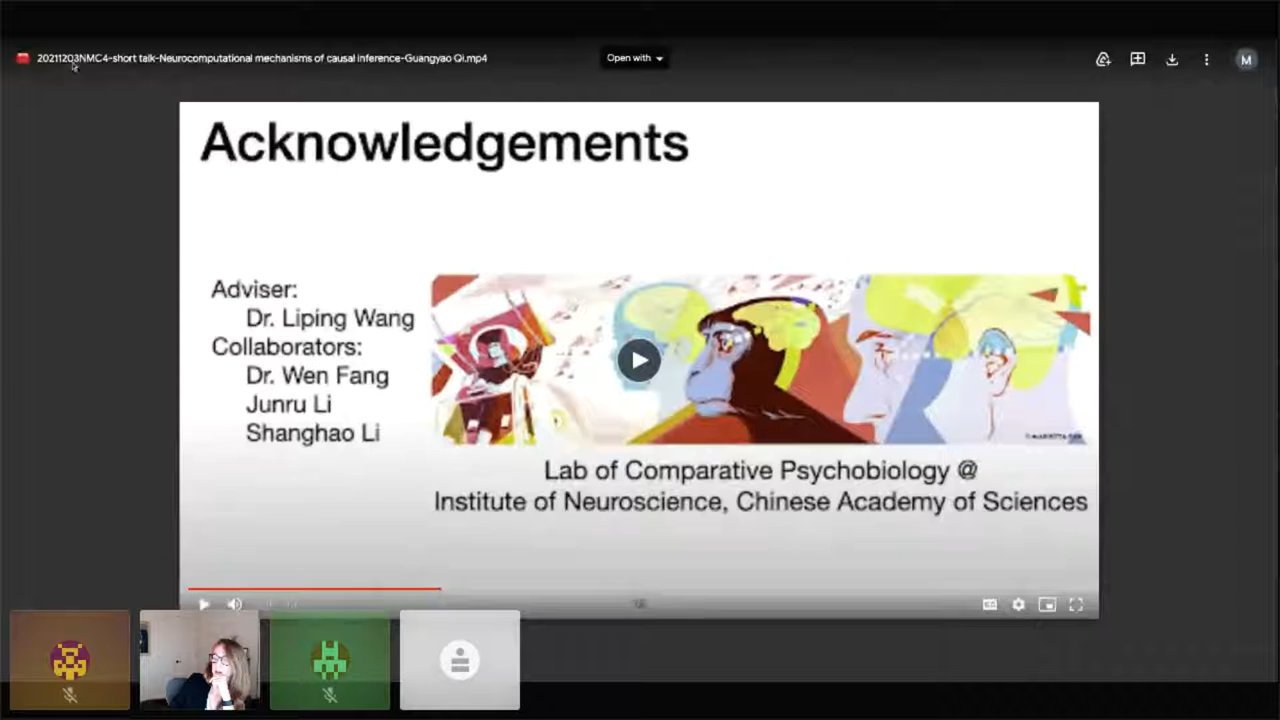 20211203NMC4-short talk-Neurocomputational mechanisms of causal inference-Guangyao Qi.mp4
Open with
M
Acknowledgements
Adviser:
Dr. Liping Wang
Collaborators:
Dr. Wen Fang
Junru Li
Shanghao Li
Lab of Comparative Psychobiology @
Institute of Neuroscience, Chinese Academy of Sciences